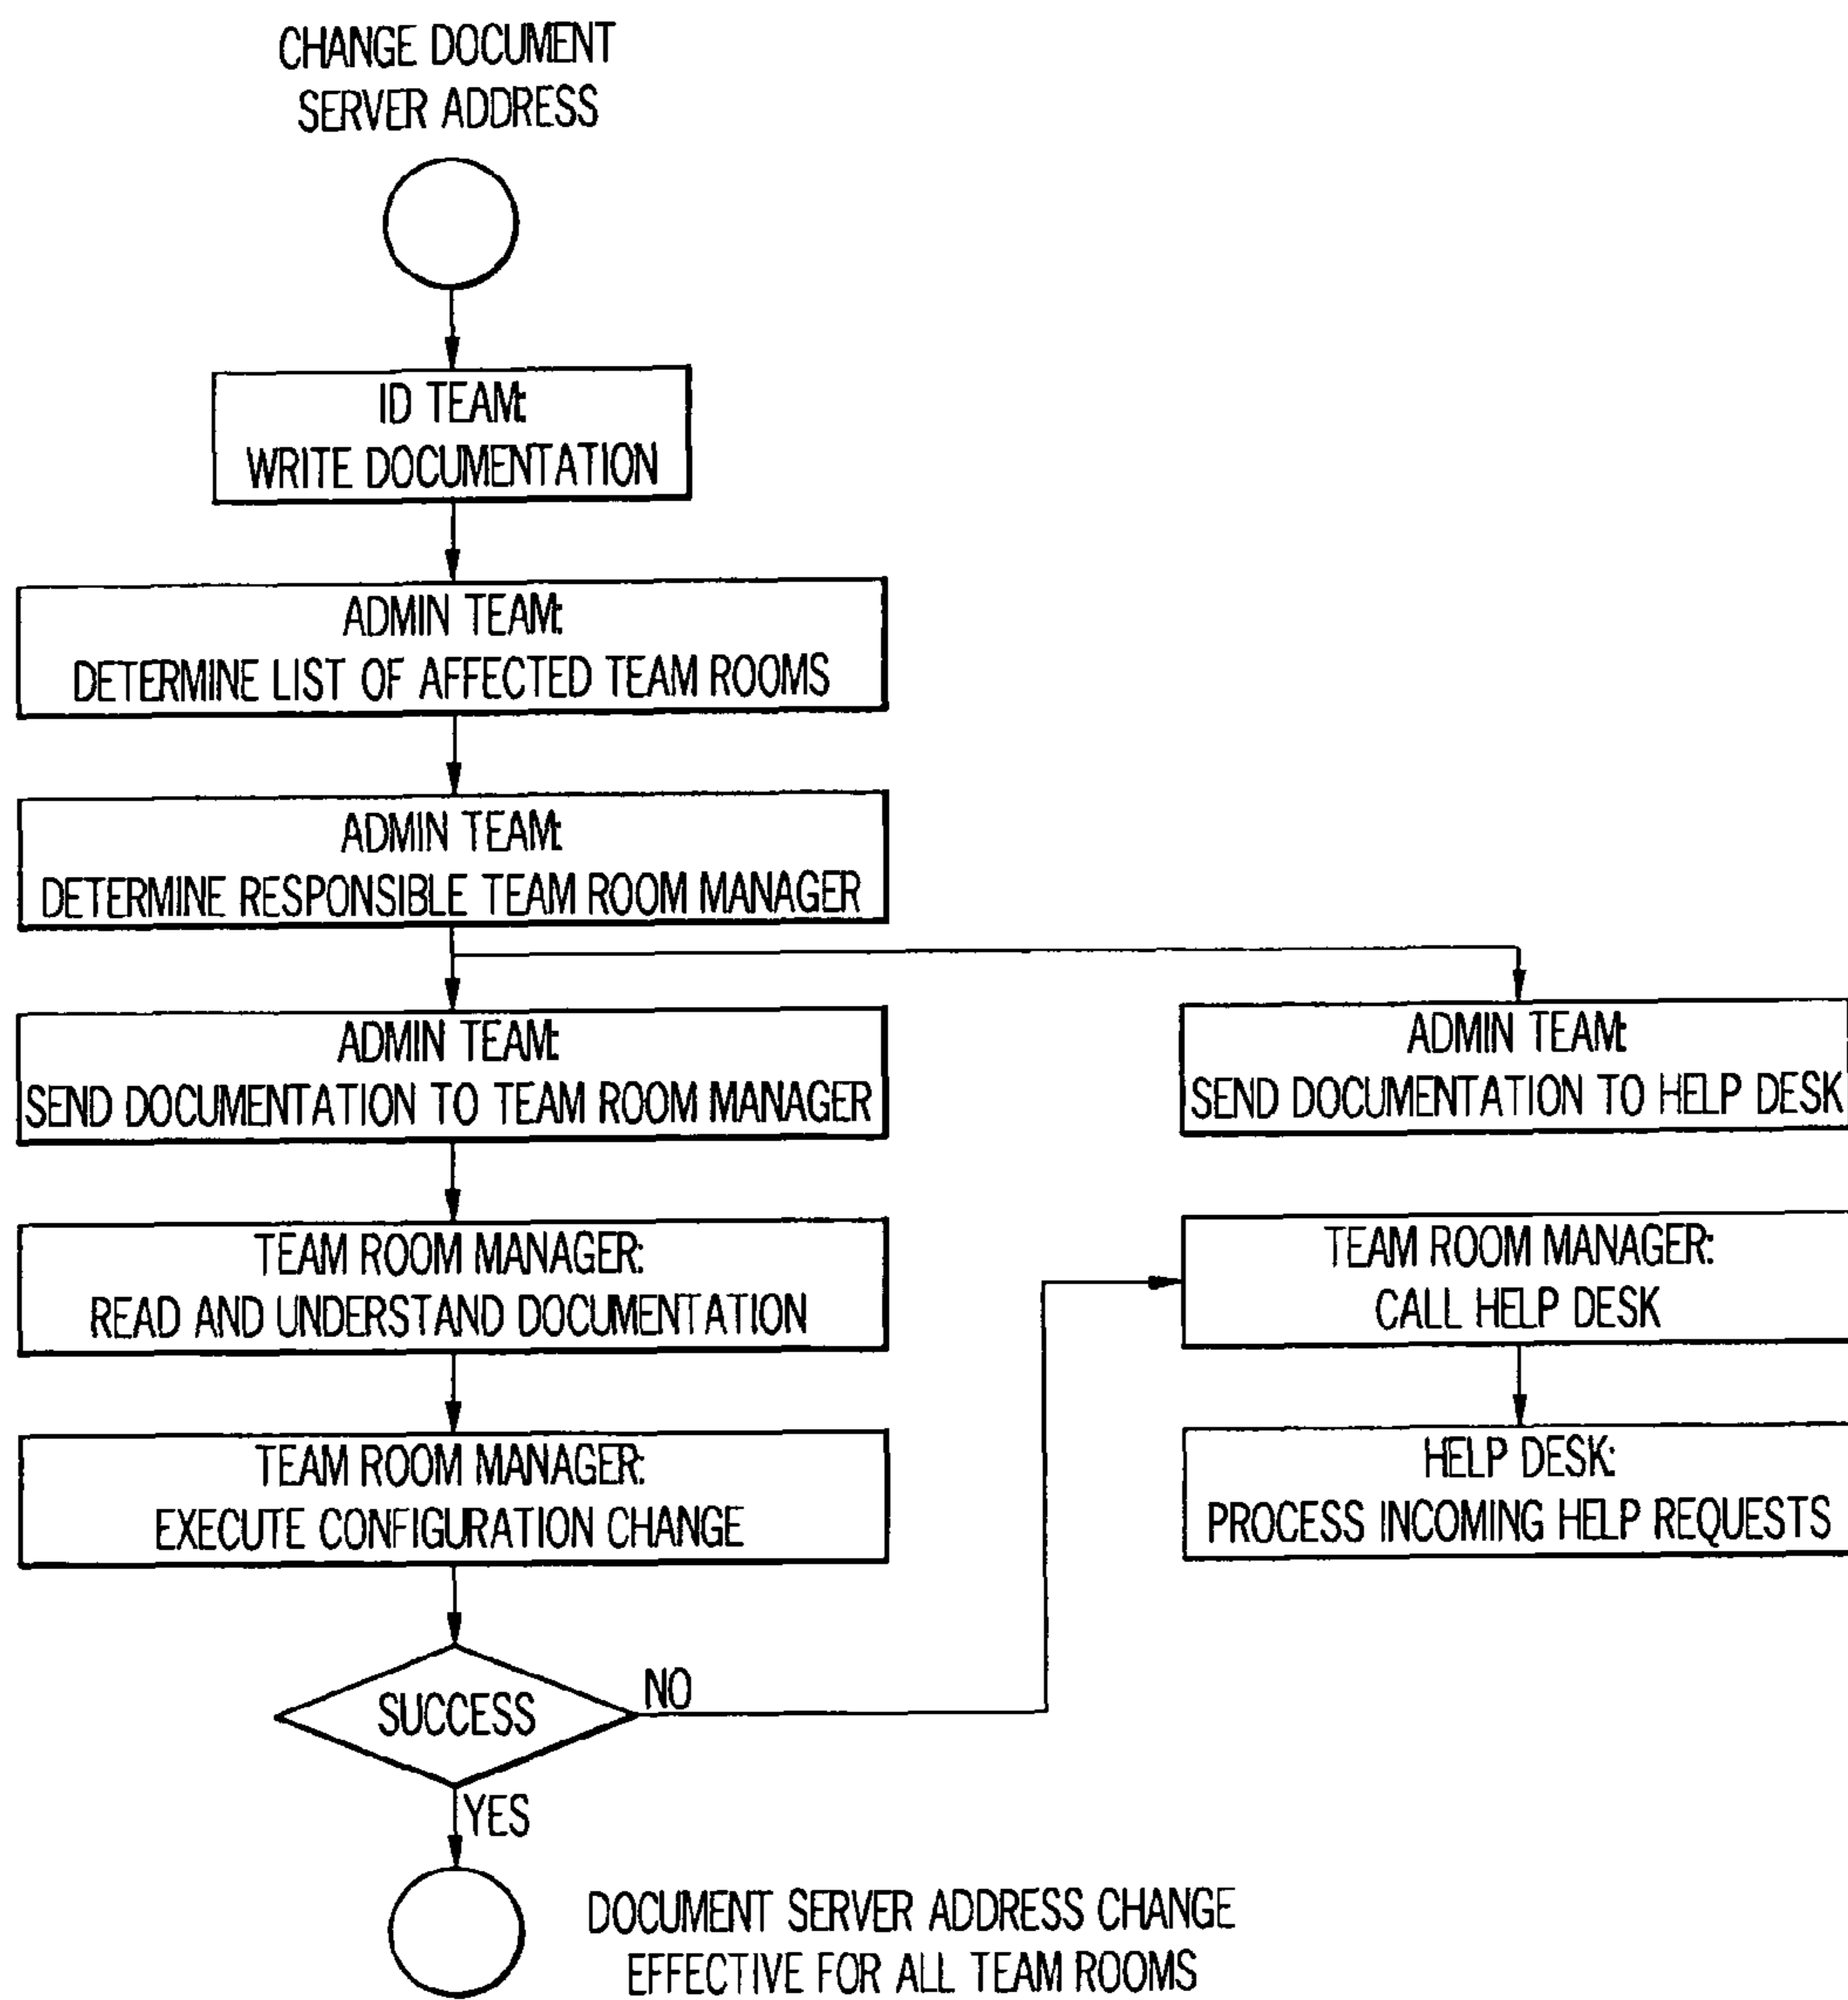 CHANGE DOCUMENT
SERVER ADDRESS
ID TEAM:
WRITE DOCUMENTATION
ADMIN TEAM:
DETERMINE LIST OF AFFECTED TEAM ROOMS
ADMIN TEAM:
DETERMINE RESPONSIBLE TEAM ROOM MANAGER
ADMIN TEAM:
SEND DOCUMENTATION TO TEAM ROOM MANAGER
ADMIN TEAM:
SEND DOCUMENTATION TO HELP DESK
TEAM ROOM MANAGER:
READ AND UNDERSTAND DOCUMENTATION
TEAM ROOM MANAGER:
CALL HELP DESK
TEAM ROOM MANAGER:
EXECUTE CONFIGURATION CHANGE
HELP DESK:
PROCESS INCOMING HELP REQUESTS
SUCCESS
NO
YES
DOCUMENT SERVER ADDRESS CHANGE
EFFECTIVE FOR ALL TEAM ROOMS